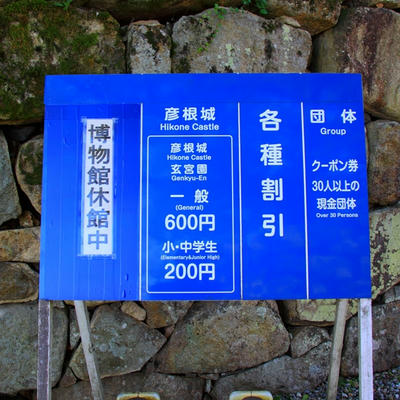 博物館休館中
彦根城
Hikone Castle
彦根城
Hikone Castle
玄宮園
Genkyu-En
一般
(General)
600円
小・中学生
(Elementary&Junior High)
200円
各種割引
団体
Group
クーポン券
30人以上の
現金団体
Over 30 Persons